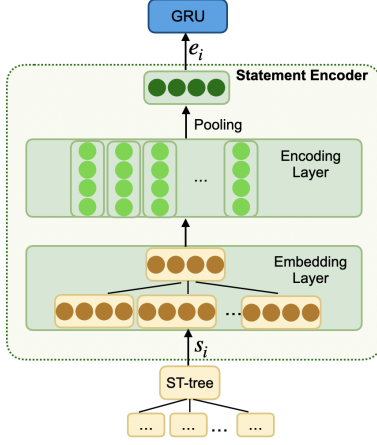 GRU
e_i
Statement Encoder
Pooling
Encoding
Layer
...
Embedding
Layer
...
s_i
ST-tree
... ... ... ...